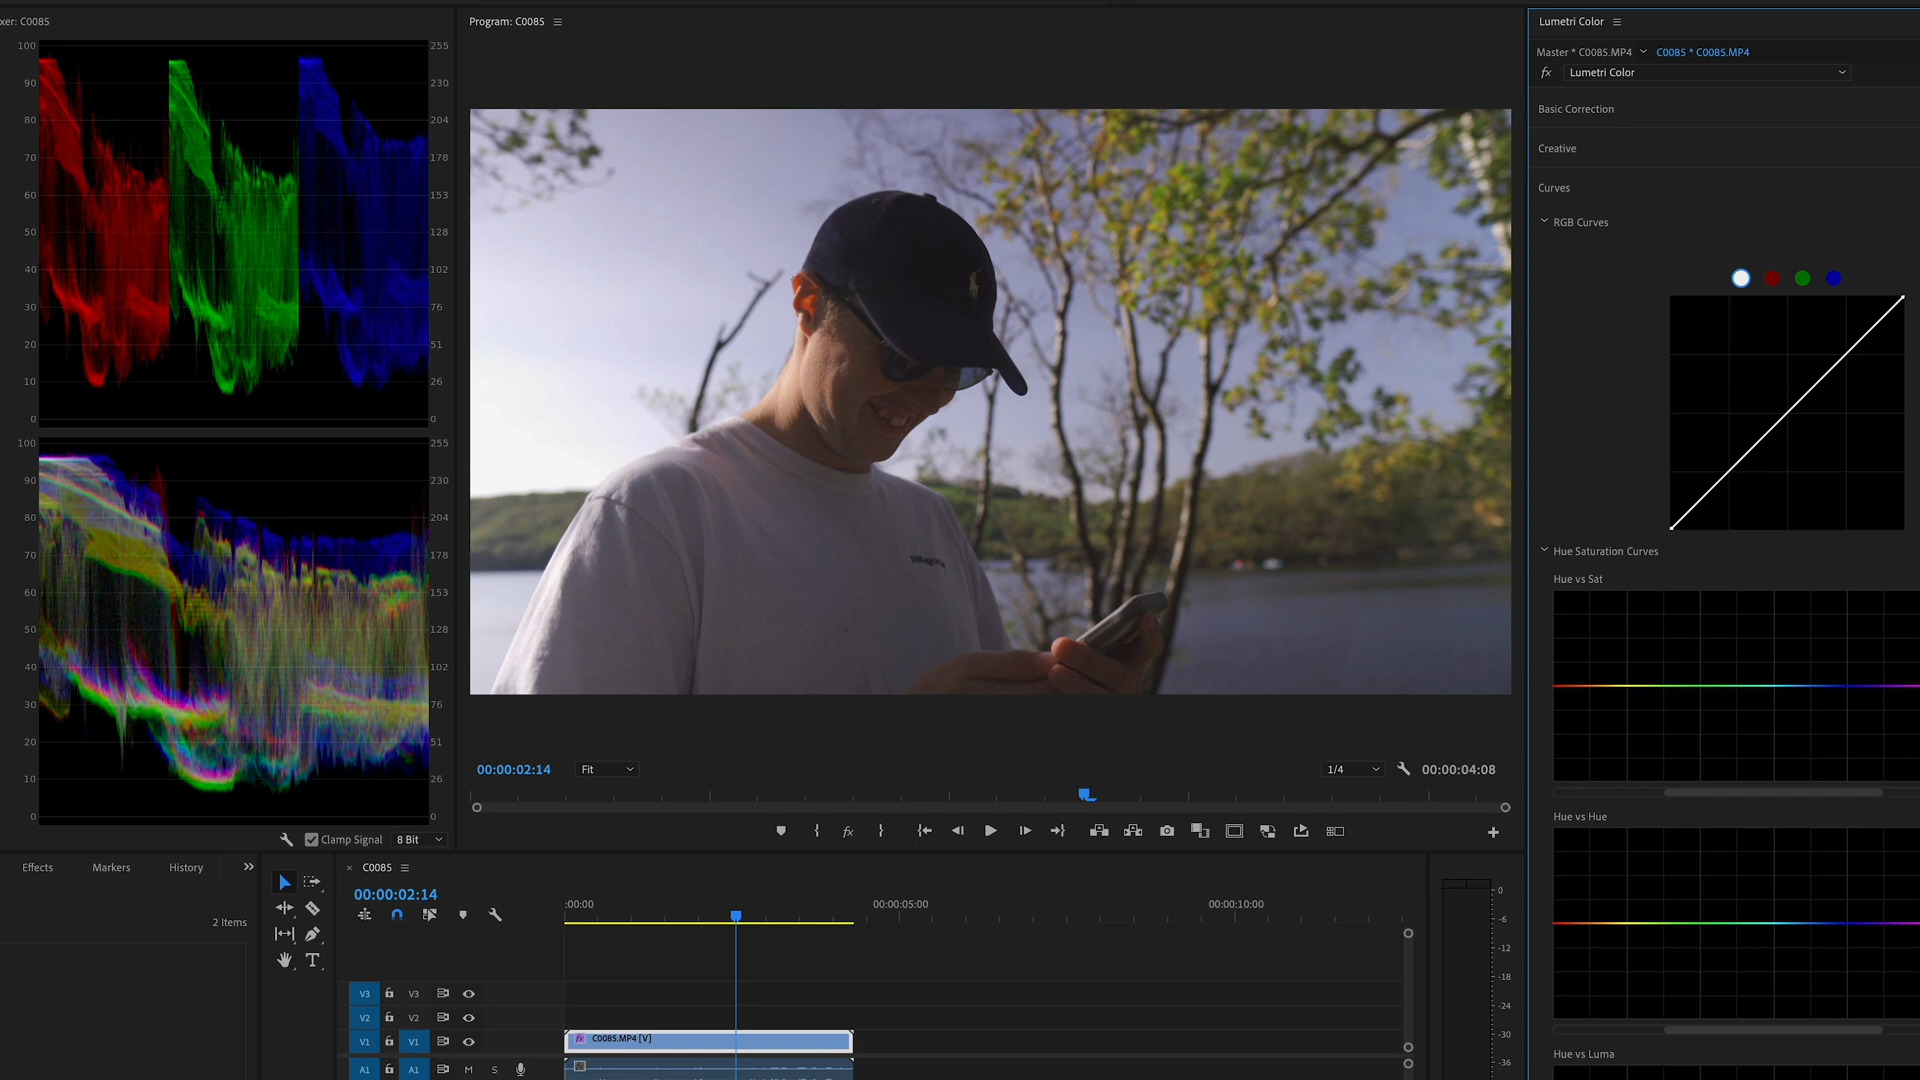 xer: C0085
100 255
90 230
80 204
70 178
60 153
50 128
40 102
30 76
20 51
10 26
0 0
100 255
90 230
80 204
70 178
60 153
50 128
40 102
30 76
20 51
10 26
0 0
Clamp Signal 8 Bit
Program: C0085
patagonia
00:00:02:14 Fit 1/4 00:00:04:08
fx
Lumetri Color
Master * C0085.MP4 C0085 * C0085.MP4
fx Lumetri Color
Basic Correction
Creative
Curves
RGB Curves
Hue Saturation Curves
Hue vs Sat
Hue vs Hue
Hue vs Luma
Effects Markers History
2 Items
T
× C0085
00:00:02:14
:00:00 00:00:05:00 00:00:10:00
V3 V3
V2 V2
V1 V1
fx C0085.MP4 [V]
A1 A1 M S
fx
0
-6
-12
-18
-24
-30
-36